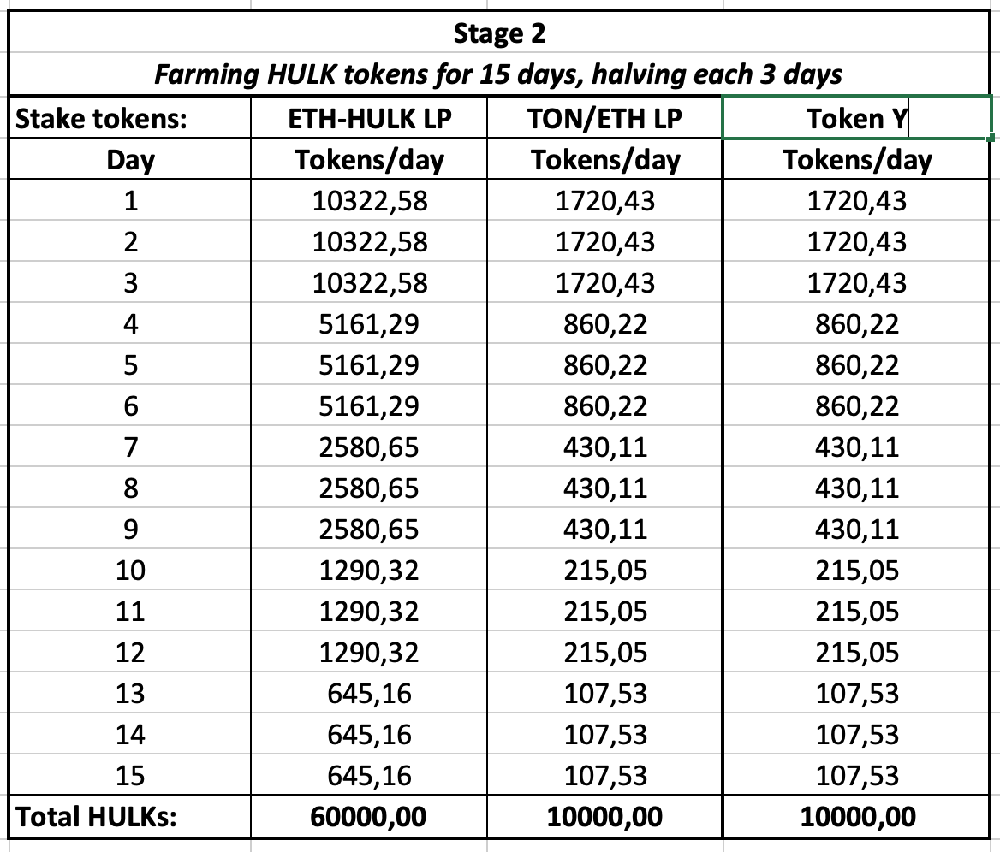 Stage 2
Farming HULK tokens for 15 days, halving each 3 days
Stake tokens: ETH-HULK LP TON/ETH LP Token Y
Day Tokens/day Tokens/day Tokens/day
1 10322,58 1720,43 1720,43
2 10322,58 1720,43 1720,43
3 10322,58 1720,43 1720,43
4 5161,29 860,22 860,22
5 5161,29 860,22 860,22
6 5161,29 860,22 860,22
7 2580,65 430,11 430,11
8 2580,65 430,11 430,11
9 2580,65 430,11 430,11
10 1290,32 215,05 215,05
11 1290,32 215,05 215,05
12 1290,32 215,05 215,05
13 645,16 107,53 107,53
14 645,16 107,53 107,53
15 645,16 107,53 107,53
Total HULKs: 60000,00 10000,00 10000,00